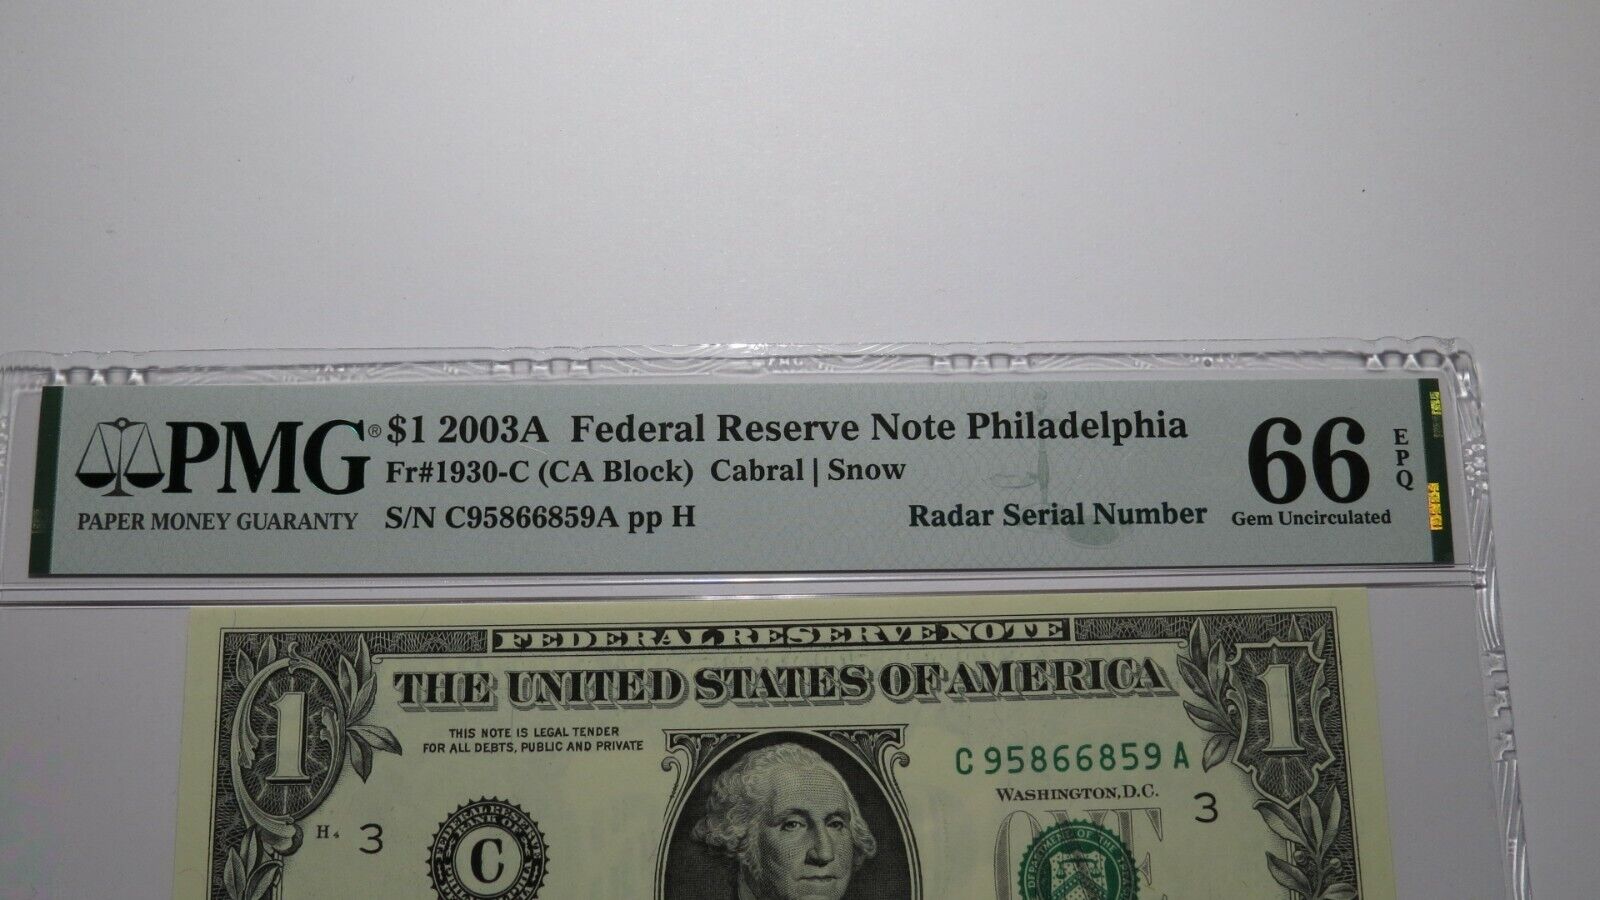 PMG®
PAPER MONEY GUARANTY
$1 2003A Federal Reserve Note Philadelphia
Fr#1930-C (CA Block) Cabral | Snow
S/N C95866859A pp H
Radar Serial Number
66
EPQ
Gem Uncirculated
FEDERAL RESERVE NOTE
1
THE UNITED STATES OF AMERICA
1
THIS NOTE IS LEGAL TENDER
FOR ALL DEBTS, PUBLIC AND PRIVATE
C 95866859 A
WASHINGTON, D.C.
H4
3
3
C
ONE